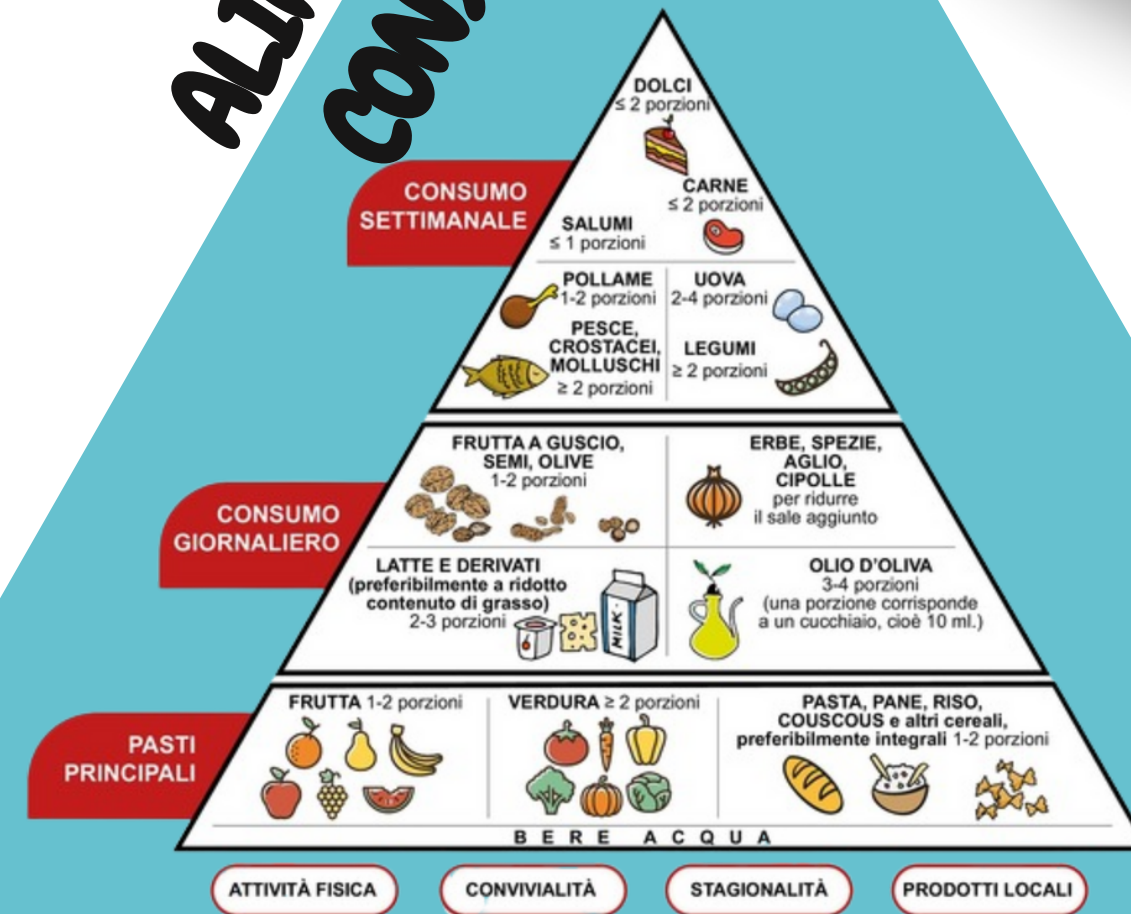 DOLCI
≤ 2 porzioni
CARNE
≤ 2 porzioni
SALUMI
≤ 1 porzioni
CONSUMO
SETTIMANALE
POLLAME
1-2 porzioni
UOVA
2-4 porzioni
PESCE,
CROSTACEI,
MOLLUSCHI
≥ 2 porzioni
LEGUMI
≥ 2 porzioni
CONSUMO
GIORNALIERO
FRUTTA A GUSCIO,
SEMI, OLIVE
1-2 porzioni
ERBE, SPEZIE,
AGLIO,
CIPOLLE
per ridurre
il sale aggiunto
LATTE E DERIVATI
(preferibilmente a ridotto
contenuto di grasso)
2-3 porzioni
MILK
OLIO D'OLIVA
3-4 porzioni
(una porzione corrisponde
a un cucchiaio, cioè 10 ml.)
PASTI
PRINCIPALI
FRUTTA 1-2 porzioni
VERDURA ≥ 2 porzioni
PASTA, PANE, RISO,
COUSCOUS e altri cereali,
preferibilmente integrali 1-2 porzioni
BERE ACQUA
ATTIVITÀ FISICA
CONVIVIALITÀ
STAGIONALITÀ
PRODOTTI LOCALI